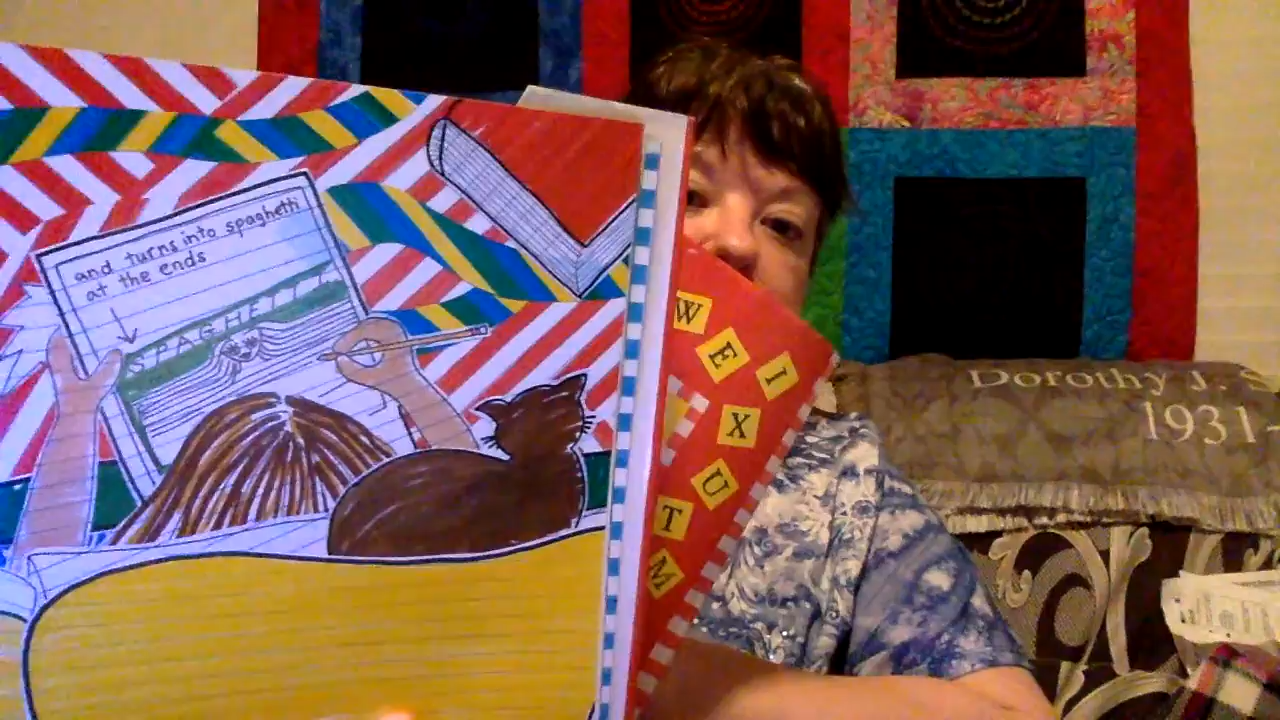 and turns into spaghetti
at the ends
SPAGHETTI
W
E
I
X
U
T
M
Dorothy J. S
1931-